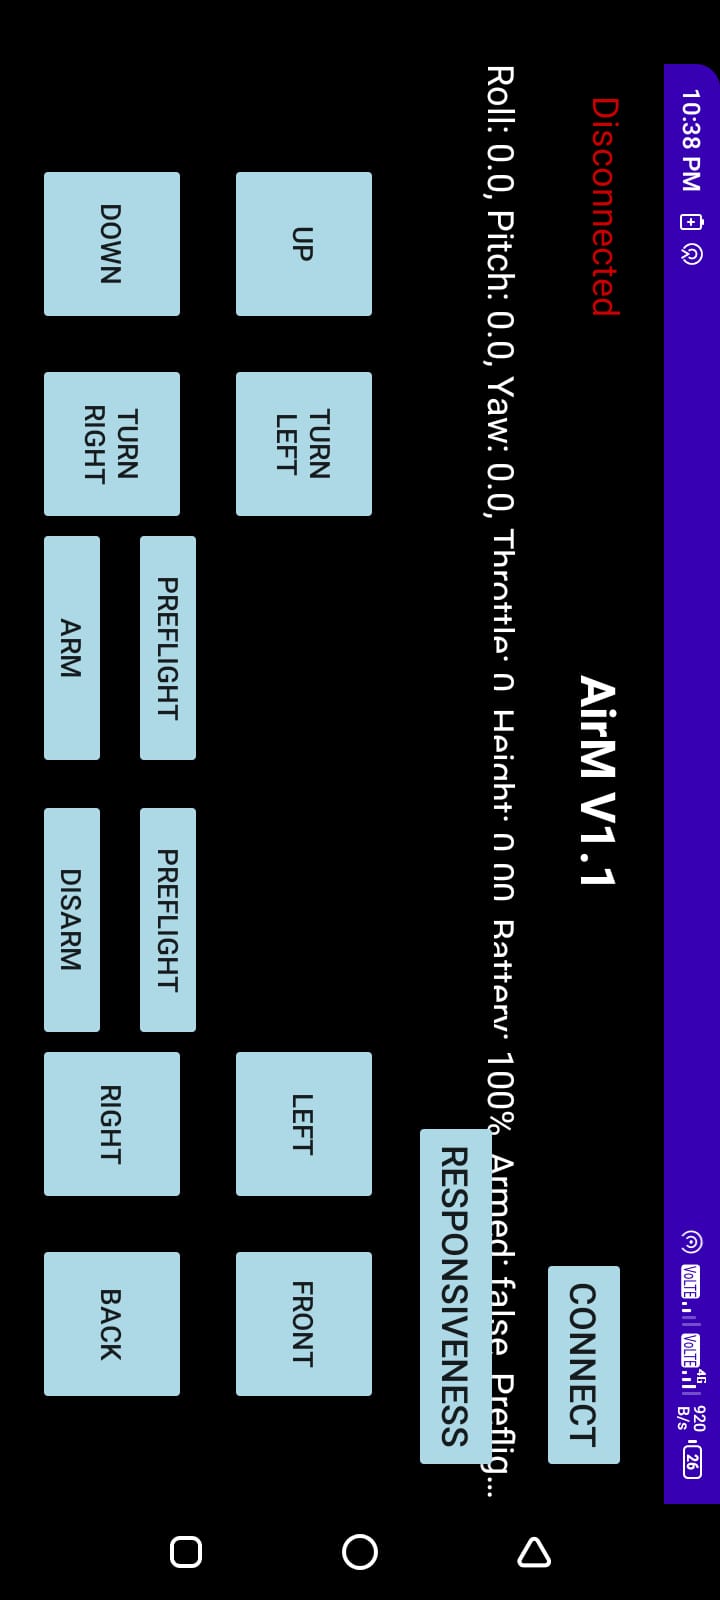 10:38 PM VoLTE VoLTE 4G 920 B/s 26
Disconnected
AirM V1.1
CONNECT
Roll: 0.0, Pitch: 0.0, Yaw: 0.0, Throttle: 0, Height: 0.00, Battery: 100%, Armed: false, Preflig...
RESPONSIVENESS
UP
TURN
LEFT
LEFT
FRONT
PREFLIGHT
PREFLIGHT
DOWN
TURN
RIGHT
ARM
DISARM
RIGHT
BACK